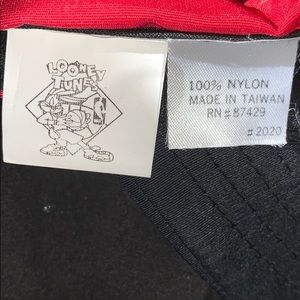 LOONEY
TUNES
100% NYLON
MADE IN TAIWAN
RN#87429
#2020